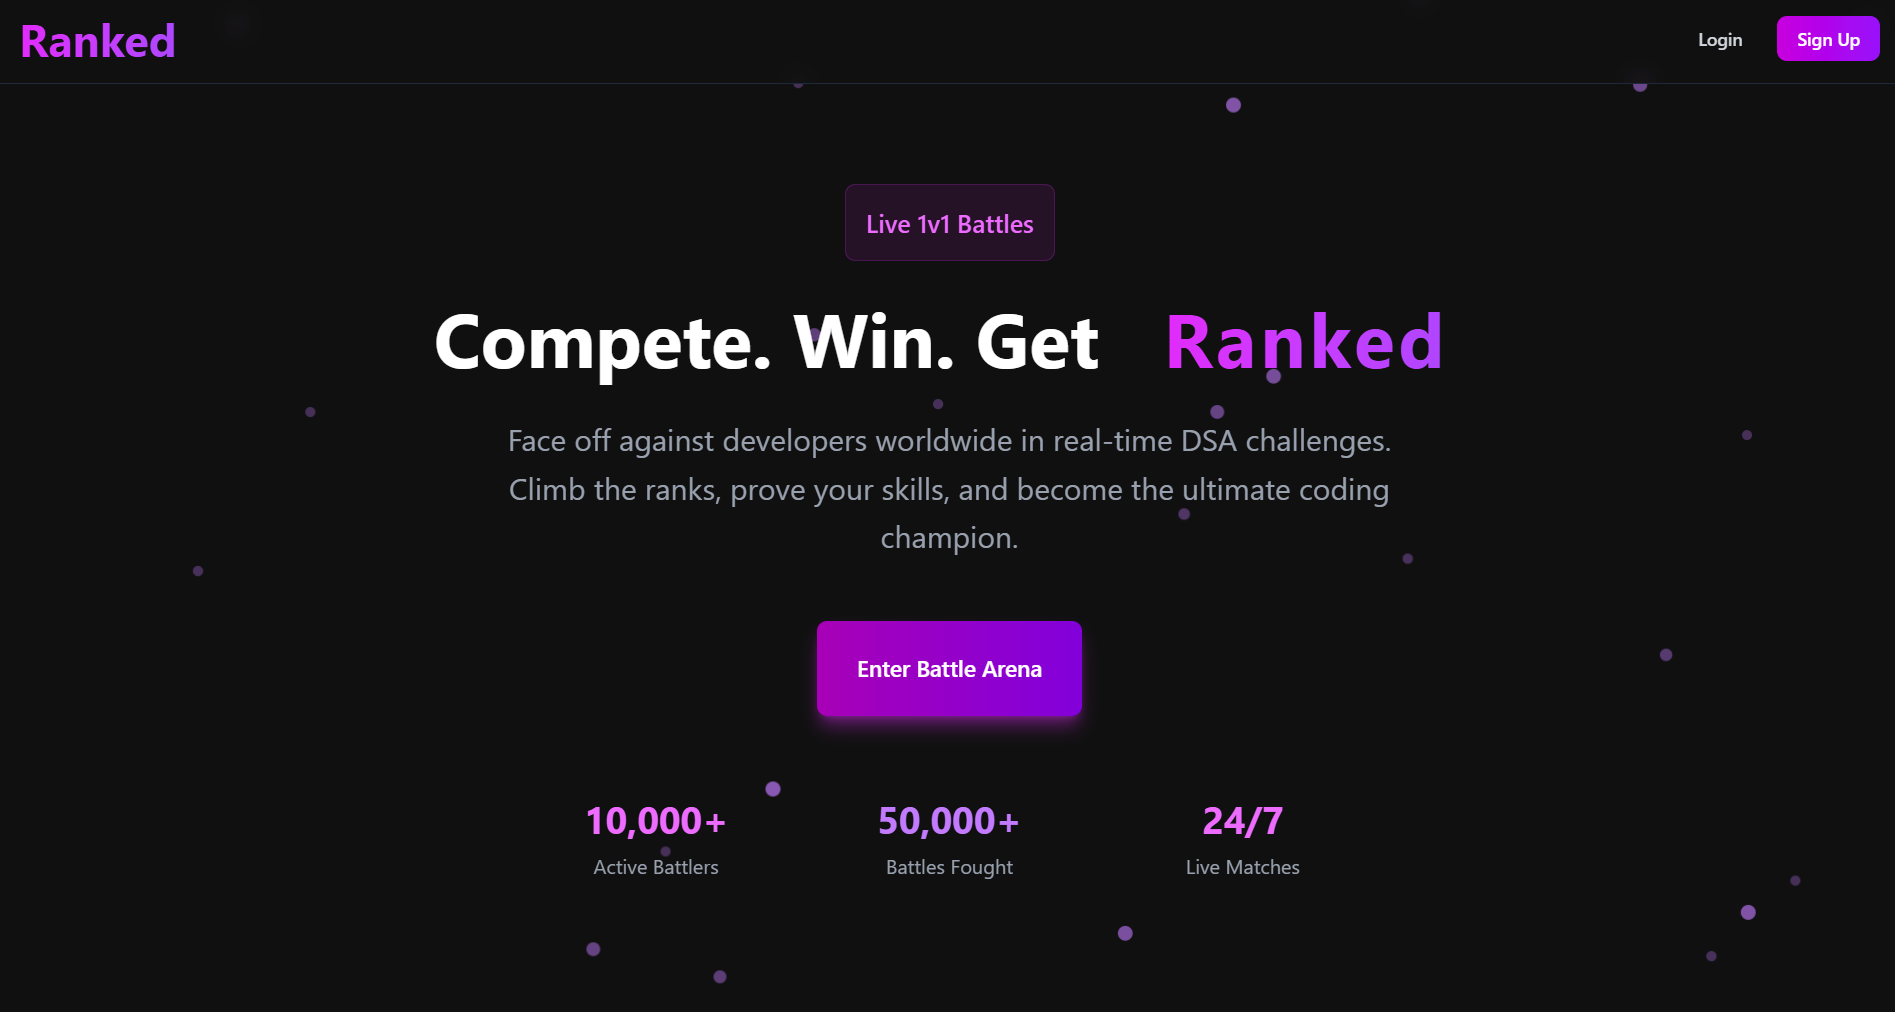 Ranked
Login
Sign Up
Live 1v1 Battles
Compete. Win. Get Ranked
Face off against developers worldwide in real-time DSA challenges.
Climb the ranks, prove your skills, and become the ultimate coding
champion.
Enter Battle Arena
10,000+
Active Battlers
50,000+
Battles Fought
24/7
Live Matches